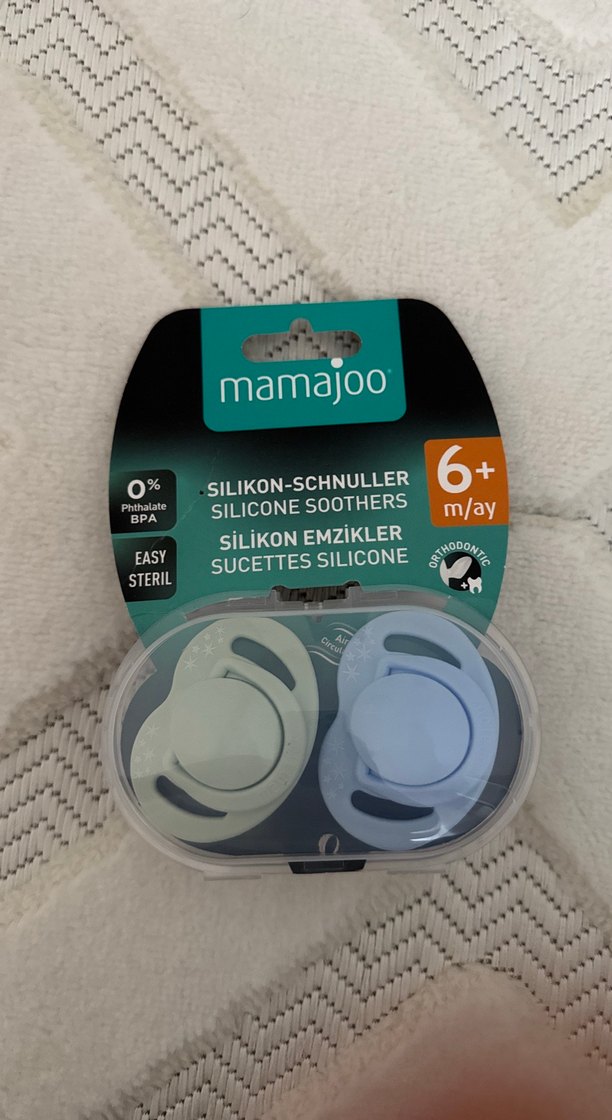 mamajoo
6+
m/ay
0%
Phthalate
BPA
EASY
STERIL
SILIKON-SCHNULLER
SILICONE SOOTHERS
SİLİKON EMZİKLER
SUCETTES SILICONE
ORTHODONTIC
Air